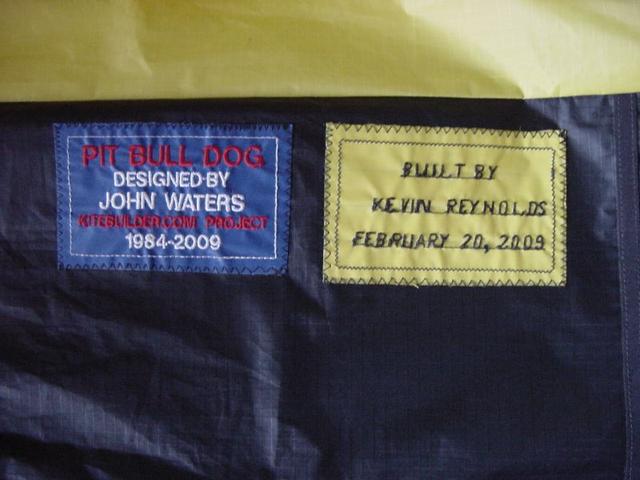 PIT BULL DOG
DESIGNED BY
JOHN WATERS
KITEBUILDER.COM PROJECT
1984-2009
BUILT BY
KEVIN REYNOLDS
FEBRUARY 20, 2009